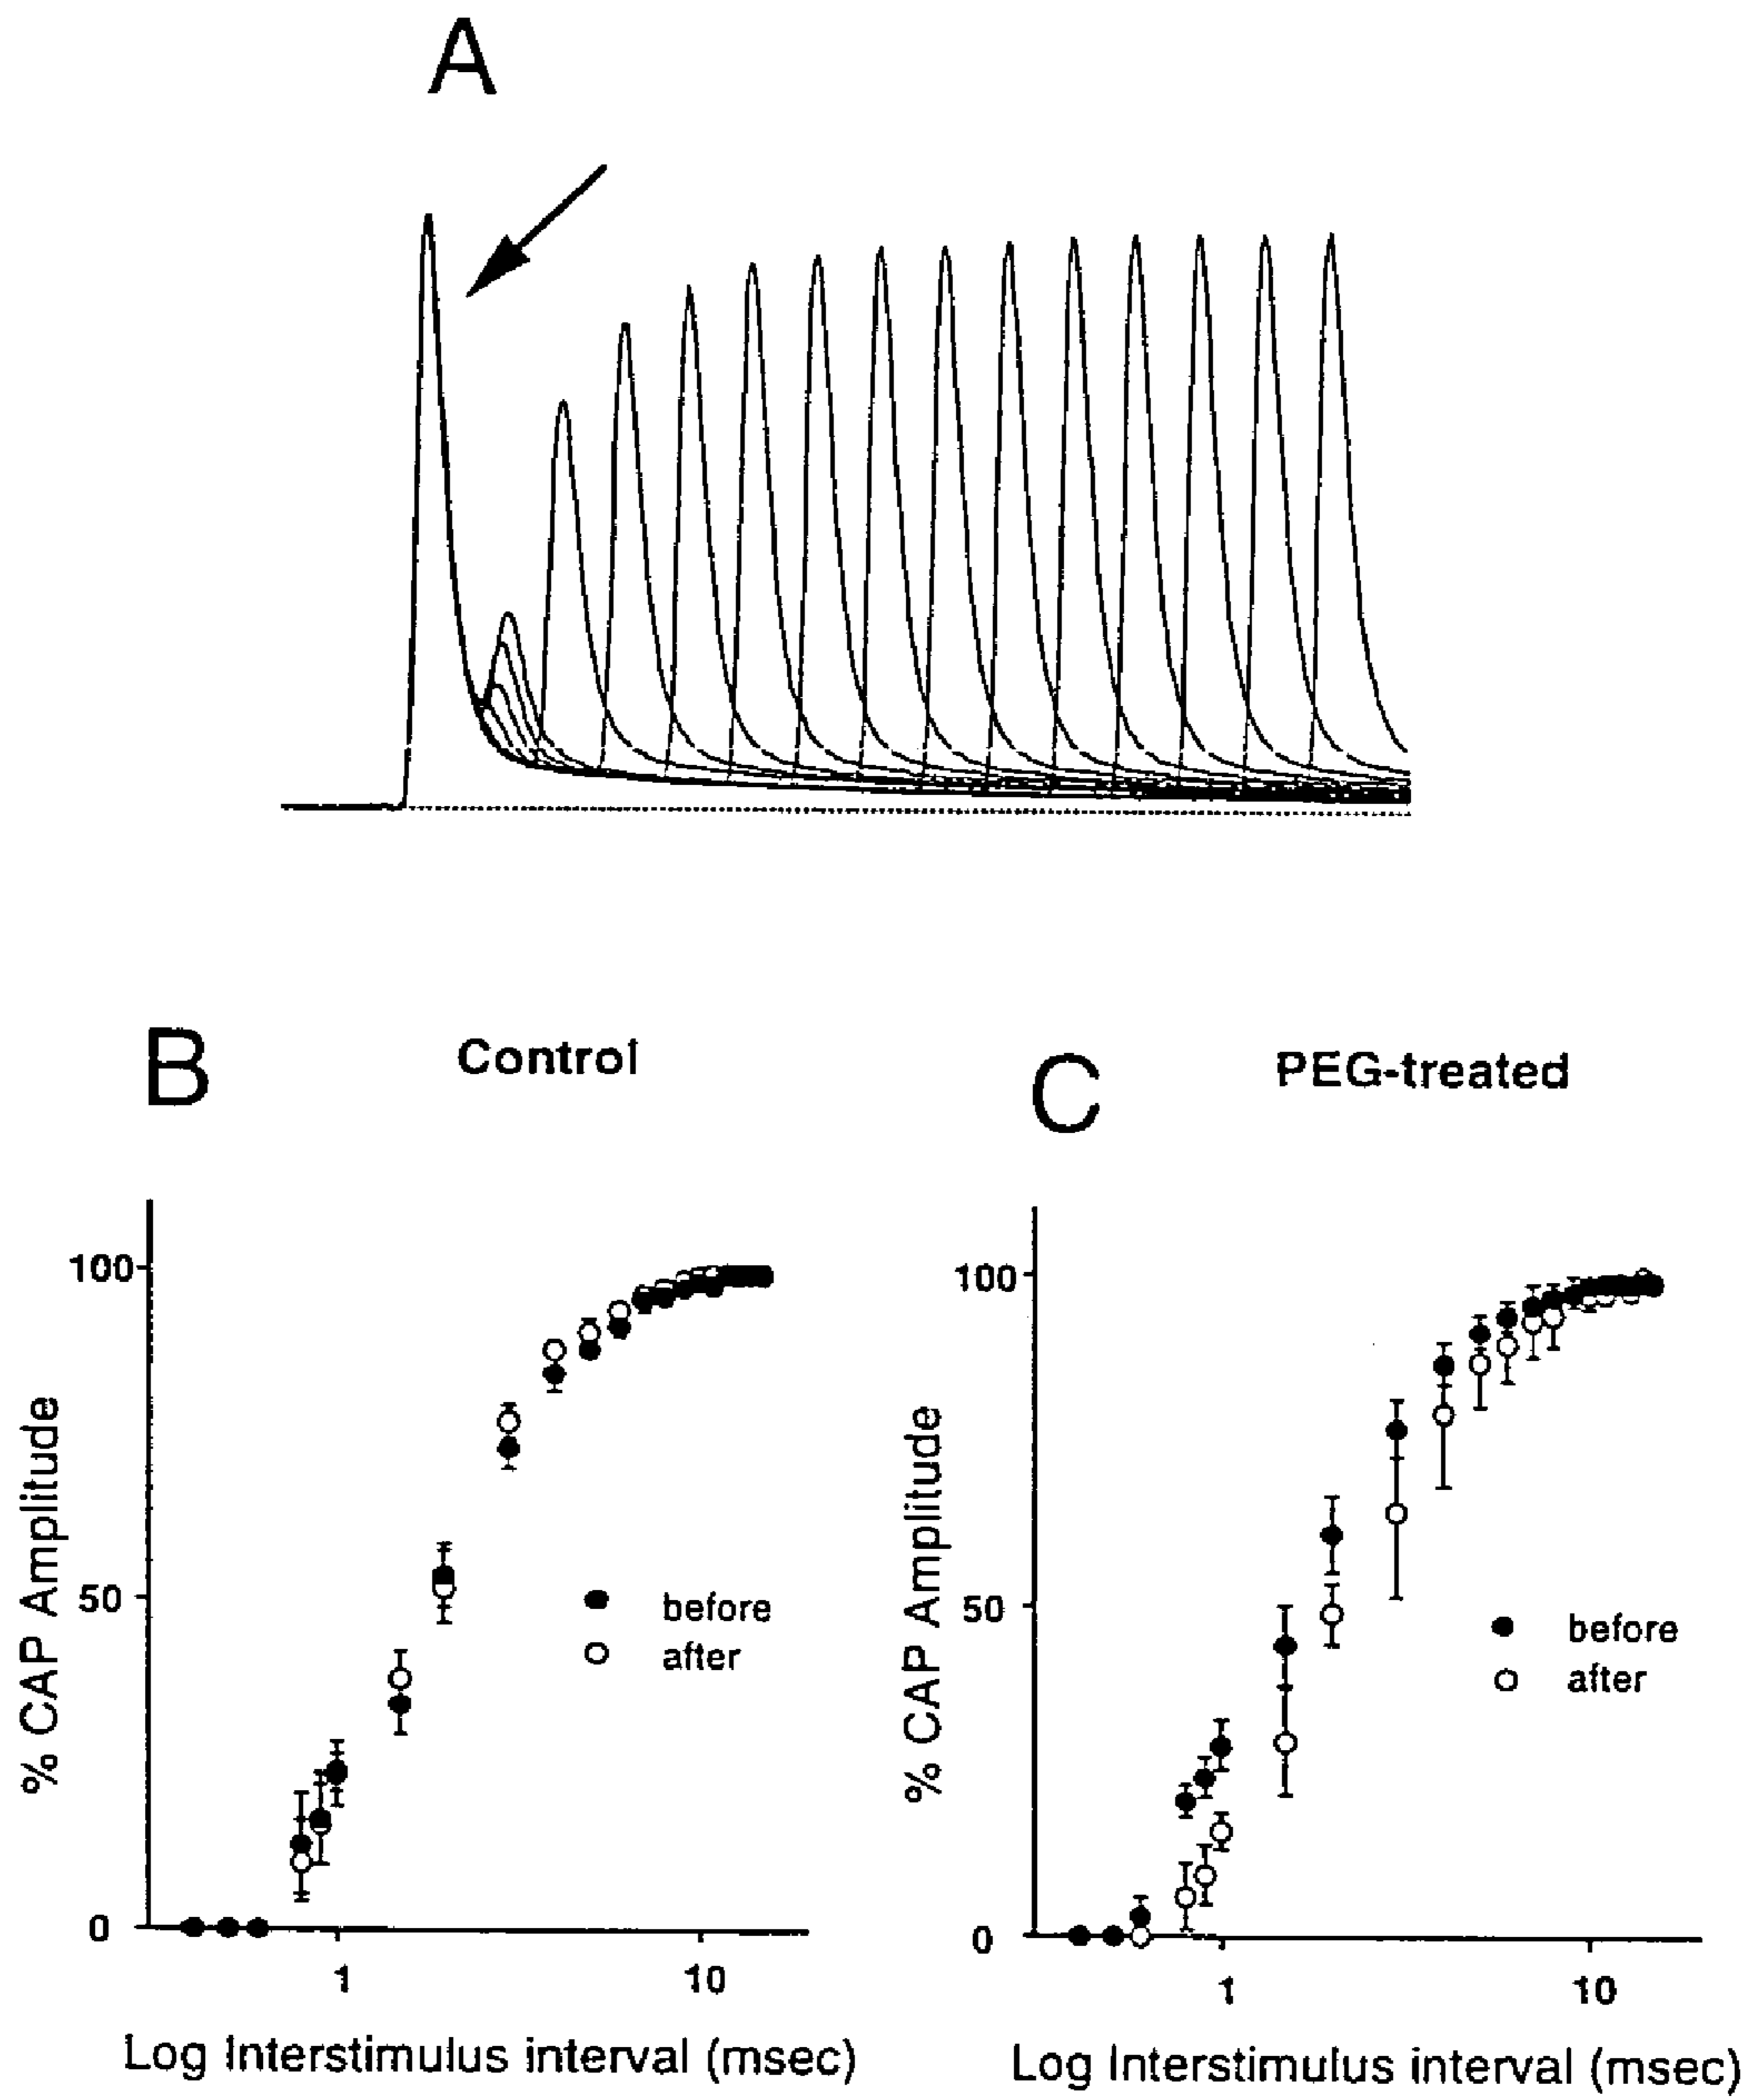 A
B
Control
100
50
0
% CAP Amplitude
before
after
1
10
Log Interstimulus interval (msec)
C
PEG-treated
100
50
0
% CAP Amplitude
before
after
1
10
Log Interstimulus interval (msec)